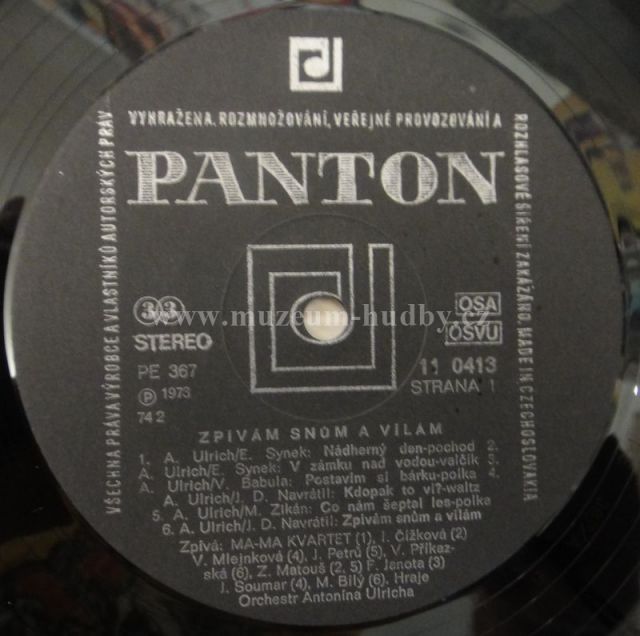 VYHRAŽENA. ROZMNOŽOVÁNÍ, VEŘEJNÉ PROVOZOVÁNÍ A
ROZHLASOVÉ ŠÍŘENÍ ZAKÁZÁNO. MADE IN CZECHOSLOVAKIA
VŠECHNA PRÁVA VÝROBCE A VLASTNÍKŮ AUTORSKÝCH PRÁV
PANTON
33
STEREO
OSA
OSVU
www.muzeum-hudby.cz
PE 367
11 0413
Ⓟ 1973
STRANA 1
74 2
ZPÍVÁM SNŮM A VÍLÁM
1. A. Ulrich/E. Synek: Nádherný den-pochod 2.
A. Ulrich/E. Synek: V zámku nad vodou-valčík 3.
A. Ulrich/V. Babula: Postavím si bárku-polka 4.
A. Ulrich/J. D. Navrátil: Kdopak to ví?-waltz
5. A. Ulrich/M. Zikán: Co nám šeptal les-polka
6. A. Ulrich/J. D. Navrátil: Zpívám snům a vílám
Zpívá: MA-MA KVARTET (1), I. Čížková (2)
V. Mlejnková (4), J. Petrů (5), V. Příkaz-
ská (6), Z. Matouš (2, 5) F. Janota (3)
J. Soumar (4), M. Bílý (6), Hraje
Orchestr Antonína Ulricha